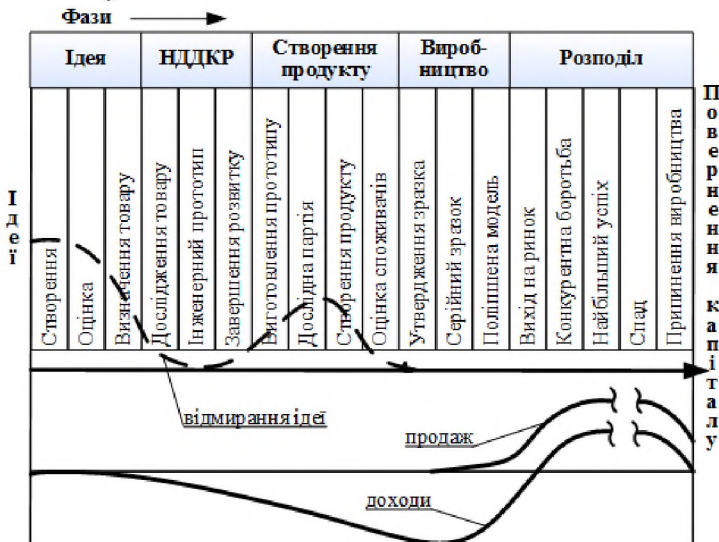 Фази
Ідея
НДДКР
Створення
продукту
Вироб-
ництво
Розподіл
Ідеї
Створення
Оцінка
Визначення товару
Дослідження товару
Інженерний прототип
Завершення розвитку
Виготовлення прототипу
Дослідна партія
Створення продукту
Оцінка споживачів
Утвердження зразка
Серійний зразок
Поліпшена модель
Вихід на ринок
Конкурентна боротьба
Найбільший успіх
Спад
Припинення виробництва
Повернення капіталу
відмирання ідеї
продаж
доходи